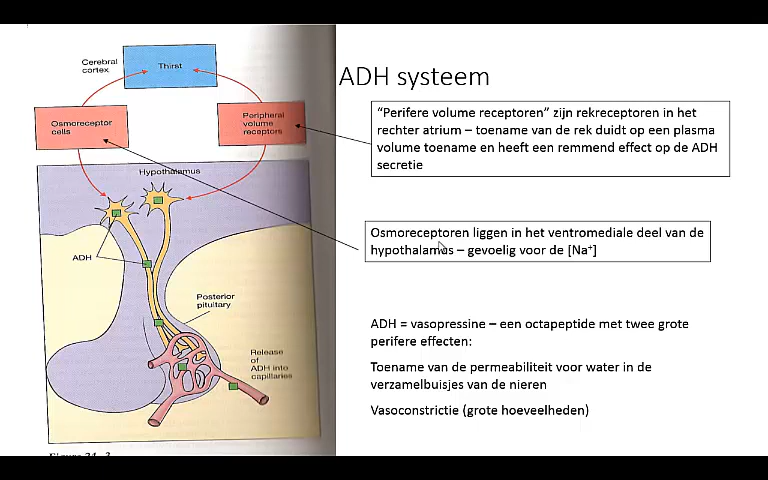 ADH systeem
Cerebral
cortex
Thirst
Osmoreceptor
cells
Peripheral
volume
receptors
Hypothalamus
ADH
Posterior
pituitary
Release
of
ADH into
capillaries
"Perifere volume receptoren" zijn rekreceptoren in het
rechter atrium – toename van de rek duidt op een plasma
volume toename en heeft een remmend effect op de ADH
secretie
Osmoreceptoren liggen in het ventromediale deel van de
hypothalamus – gevoelig voor de [Na⁺]
ADH = vasopressine – een octapeptide met twee grote
perifere effecten:
Toename van de permeabiliteit voor water in de
verzamelbuisjes van de nieren
Vasoconstrictie (grote hoeveelheden)